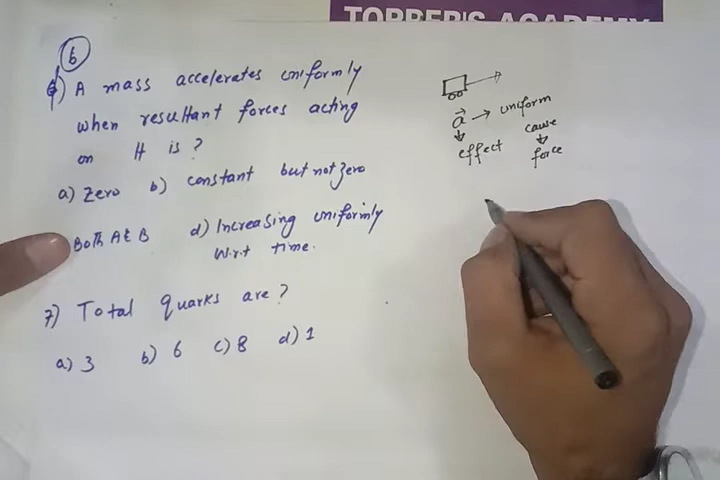 TOPPER'S ACADEMY
6
6) A mass accelerates uniformly
when resultant forces acting
on It is?
a) Zero b) constant but not zero
Both A & B d) Increasing uniformly
w.r.t time.
7) Total quarks are?
a) 3 b) 6 c) 8 d) 1
a → uniform
effect cause
force